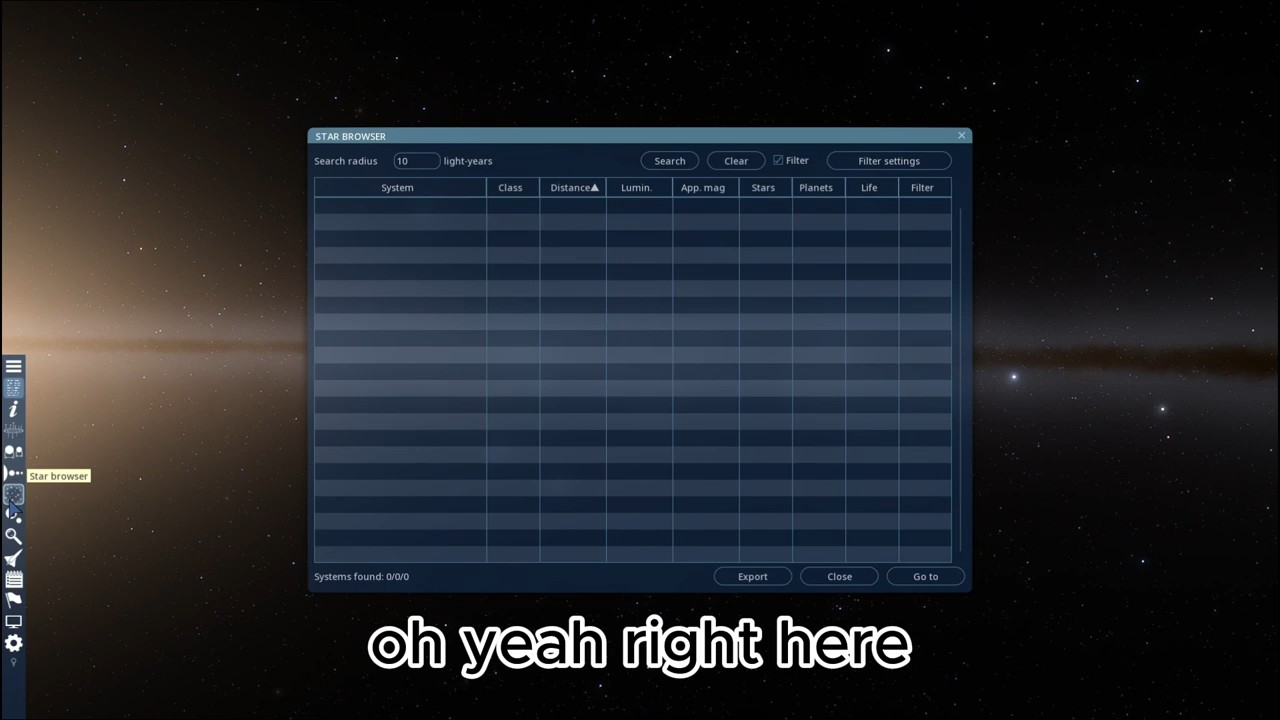 STAR BROWSER
Search radius 10 light-years Search Clear Filter Filter settings
System Class Distance▲ Lumin. App. mag Stars Planets Life Filter
Star browser
Systems found: 0/0/0 Export Close Go to
oh yeah right here